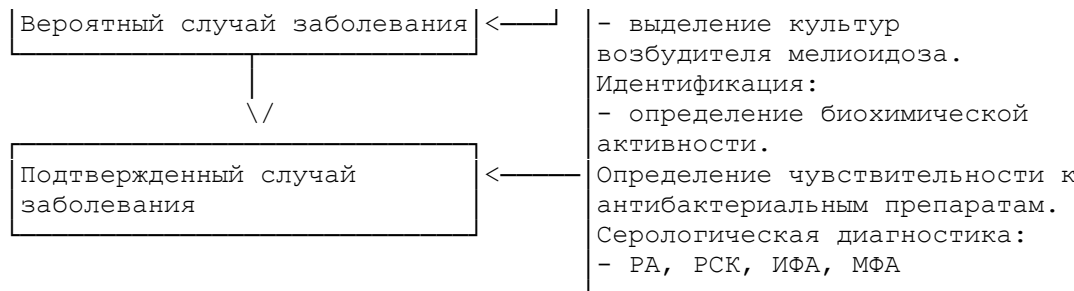 Вероятный случай заболевания
Подтвержденный случай
заболевания
- выделение культур
возбудителя мелиоидоза.
Идентификация:
- определение биохимической
активности.
Определение чувствительности к
антибактериальным препаратам.
Серологическая диагностика:
- РА, РСК, ИФА, МФА